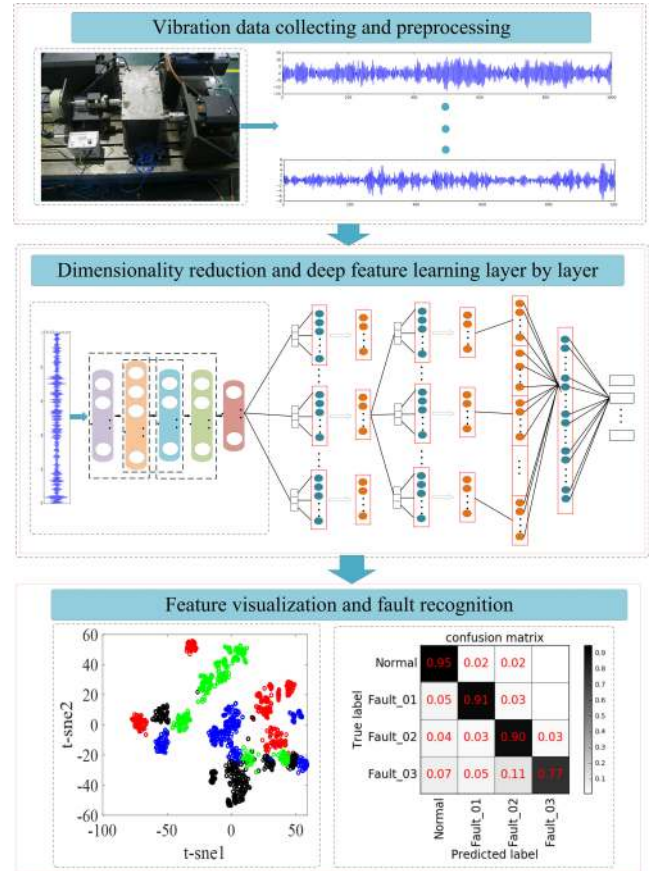 Vibration data collecting and preprocessing
Dimensionality reduction and deep feature learning layer by layer
Feature visualization and fault recognition
60
40
20
0
-20
-40
-60
t-sne2
-100
-50
0
50
t-sne1
confusion matrix
True label
Normal
0.95 0.02 0.02
Fault_01
0.05 0.91 0.03
Fault_02
0.04 0.03 0.90 0.03
Fault_03
0.07 0.05 0.11 0.77
Normal
Fault_01
Fault_02
Fault_03
Predicted label
0.9
0.8
0.7
0.6
0.5
0.4
0.3
0.2
0.1